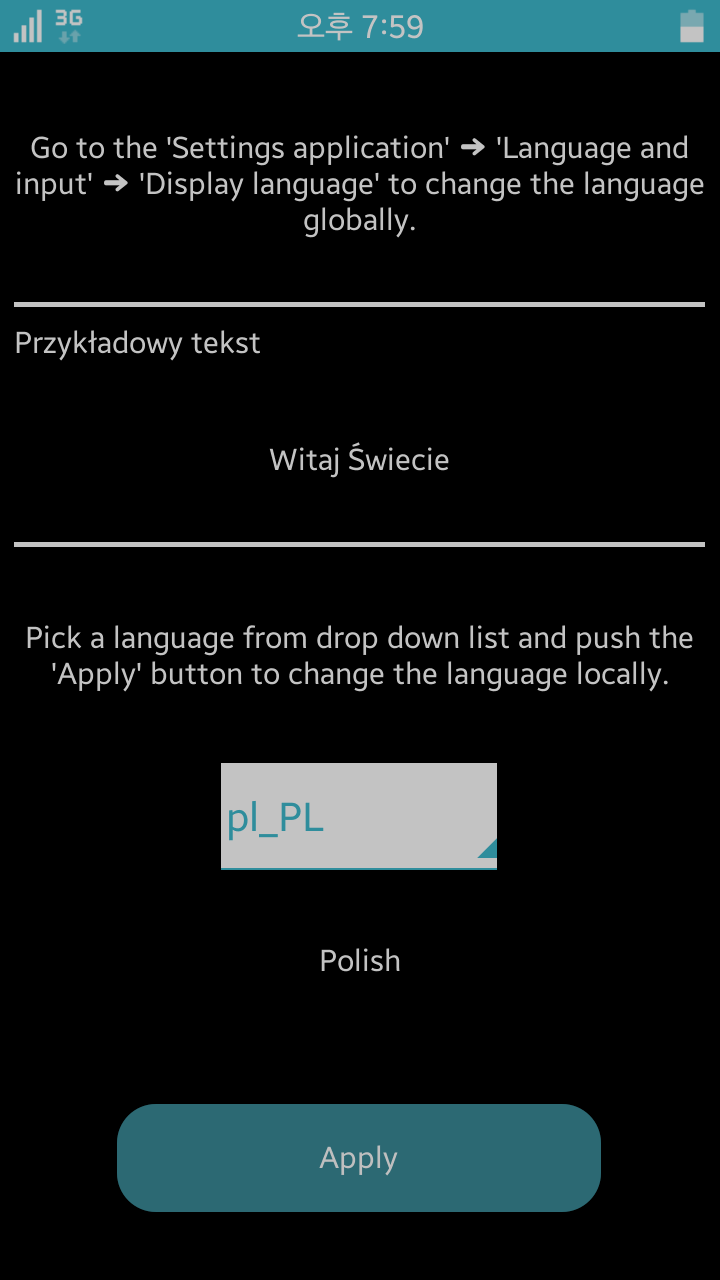 3G
오후 7:59
Go to the 'Settings application' → 'Language and
input' → 'Display language' to change the language
globally.
Przykładowy tekst
Witaj Świecie
Pick a language from drop down list and push the
'Apply' button to change the language locally.
pl_PL
Polish
Apply